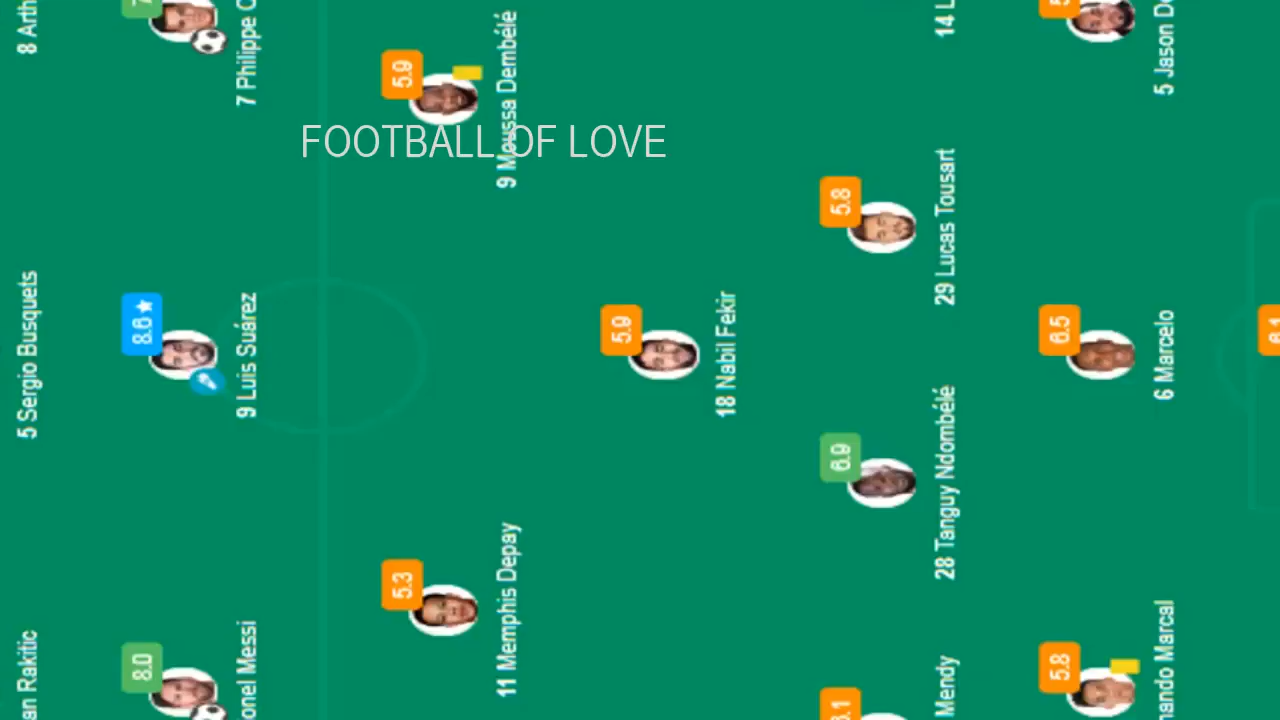 FOOTBALL OF LOVE
8 Arth
5 Sergio Busquets
an Rakitic
7 Philippe C
8.6
9 Luis Suárez
8.0
onel Messi
5.9
9 Moussa Dembélé
5.3
11 Memphis Depay
5.9
18 Nabil Fekir
14 L
5.8
29 Lucas Tousart
6.9
28 Tanguy Ndombélé
Mendy
5 Jason De
6.5
6 Marcelo
5.8
nando Marcal